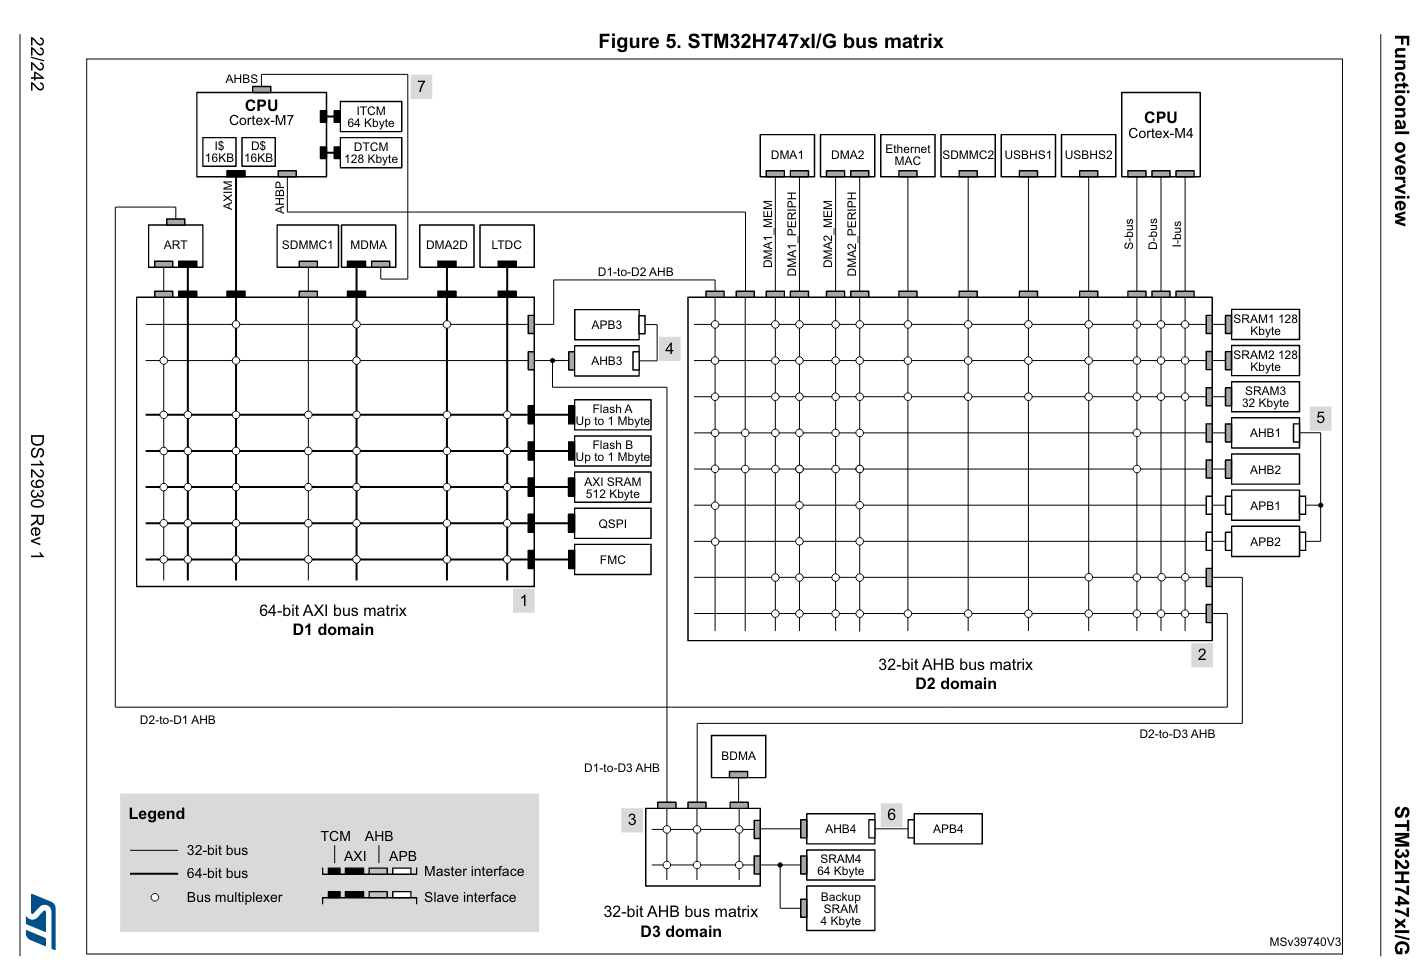 Figure 5. STM32H747xI/G bus matrix
22/242
DS12930 Rev 1
Functional overview
STM32H747xI/G
AHBS
7
CPU
Cortex-M7
I$
16KB
D$
16KB
ITCM
64 Kbyte
DTCM
128 Kbyte
AXIM
AHBP
ART
SDMMC1
MDMA
DMA2D
LTDC
D1-to-D2 AHB
APB3
AHB3
4
Flash A
Up to 1 Mbyte
Flash B
Up to 1 Mbyte
AXI SRAM
512 Kbyte
QSPI
FMC
1
64-bit AXI bus matrix
D1 domain
DMA1
DMA2
Ethernet
MAC
SDMMC2
USBHS1
USBHS2
CPU
Cortex-M4
DMA1_MEM
DMA1_PERIPH
DMA2_MEM
DMA2_PERIPH
S-bus
D-bus
I-bus
SRAM1 128
Kbyte
SRAM2 128
Kbyte
SRAM3
32 Kbyte
AHB1
5
AHB2
APB1
APB2
2
32-bit AHB bus matrix
D2 domain
D2-to-D1 AHB
D2-to-D3 AHB
D1-to-D3 AHB
BDMA
3
AHB4
6
APB4
SRAM4
64 Kbyte
Backup
SRAM
4 Kbyte
32-bit AHB bus matrix
D3 domain
Legend
32-bit bus
64-bit bus
Bus multiplexer
TCM
AHB
AXI
APB
Master interface
Slave interface
MSv39740V3
ST